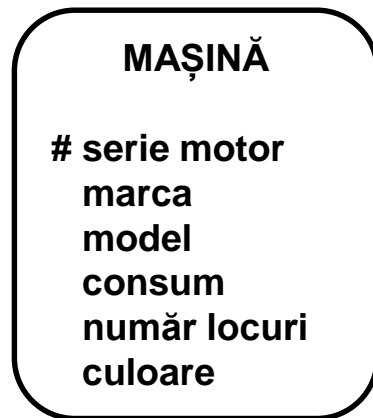 MAȘINĂ
# serie motor
marca
model
consum
număr locuri
culoare